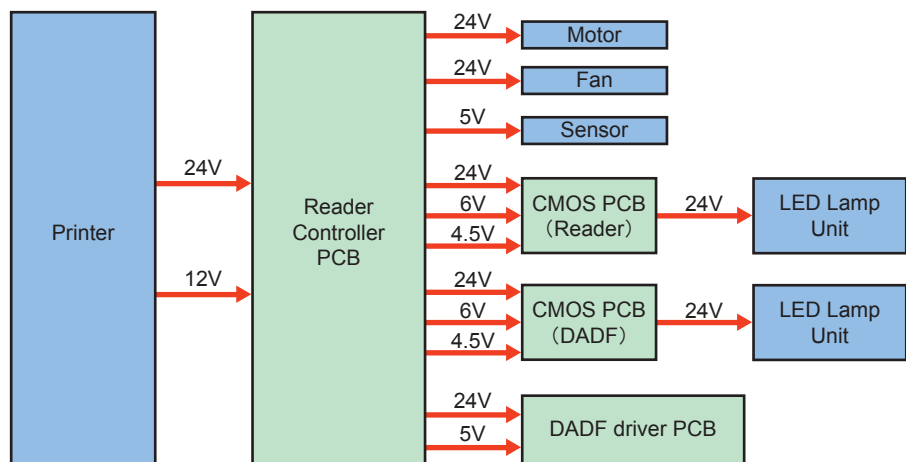 24V
Motor
24V
Fan
5V
Sensor
24V
12V
Printer
Reader
Controller
PCB
24V
6V
4.5V
CMOS PCB
（Reader）
24V
LED Lamp
Unit
24V
6V
4.5V
CMOS PCB
（DADF）
24V
LED Lamp
Unit
24V
5V
DADF driver PCB